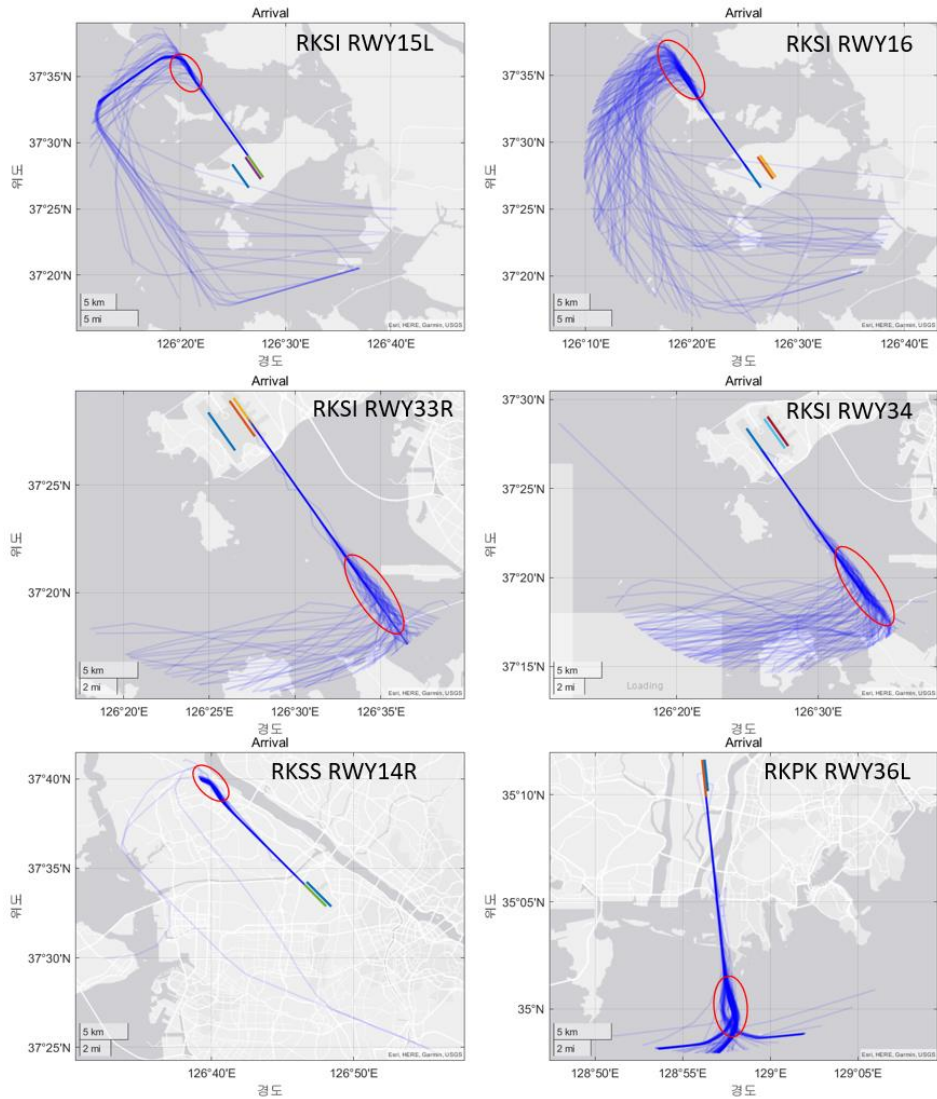 Arrival
RKSI RWY15L
37°35'N
37°30'N
위도
37°25'N
37°20'N
5 km
5 mi
Esri, HERE, Garmin, USGS
126°20'E
126°30'E
126°40'E
경도
Arrival
RKSI RWY16
37°35'N
37°30'N
위도
37°25'N
37°20'N
5 km
5 mi
Esri, HERE, Garmin, USGS
126°10'E
126°20'E
126°30'E
126°40'E
경도
Arrival
RKSI RWY33R
37°25'N
위도
37°20'N
5 km
2 mi
Esri, HERE, Garmin, USGS
126°20'E
126°25'E
126°30'E
126°35'E
경도
Arrival
RKSI RWY34
37°30'N
37°25'N
위도
37°20'N
37°15'N
5 km
2 mi
Loading
Esri, HERE, Garmin, USGS
126°20'E
126°30'E
경도
Arrival
RKSS RWY14R
37°40'N
37°35'N
위도
37°30'N
37°25'N
5 km
2 mi
Esri, HERE, Garmin, USGS
126°40'E
126°50'E
경도
Arrival
RKPK RWY36L
35°10'N
위도
35°05'N
35°N
5 km
2 mi
Esri, HERE, Garmin, USGS
128°50'E
128°55'E
129°E
129°05'E
경도